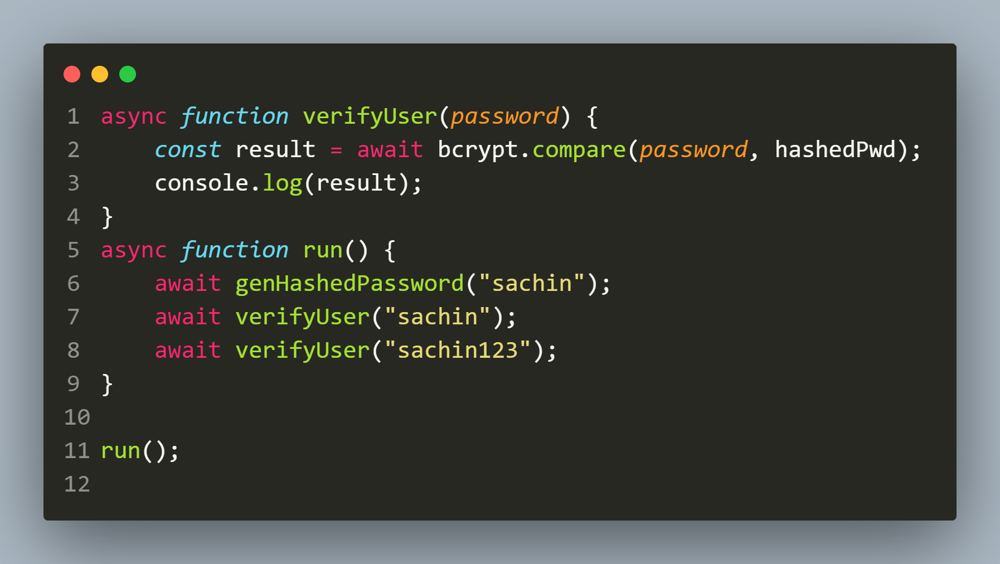 1 async function verifyUser(password) {
2     const result = await bcrypt.compare(password, hashedPwd);
3     console.log(result);
4 }
5 async function run() {
6     await genHashedPassword("sachin");
7     await verifyUser("sachin");
8     await verifyUser("sachin123");
9 }
10
11 run();
12